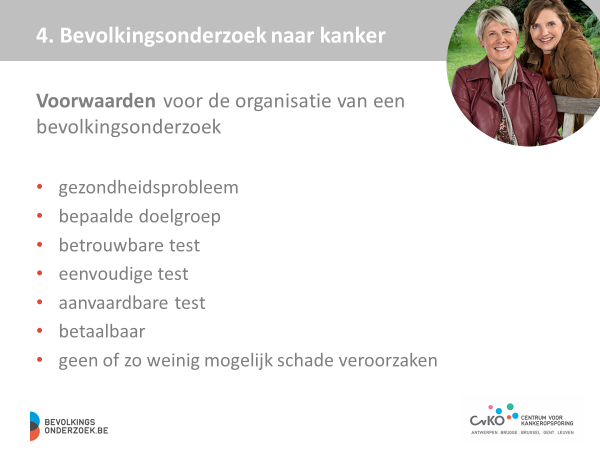 4. Bevolkingsonderzoek naar kanker
Voorwaarden voor de organisatie van een
bevolkingsonderzoek
• gezondheidsprobleem
• bepaalde doelgroep
• betrouwbare test
• eenvoudige test
• aanvaardbare test
• betaalbaar
• geen of zo weinig mogelijk schade veroorzaken
BEVOLKINGS
ONDERZOEK.BE
CvKO
CENTRUM VOOR
KANKEROPSPORING
ANTWERPEN BRUGGE BRUSSEL GENT LEUVEN